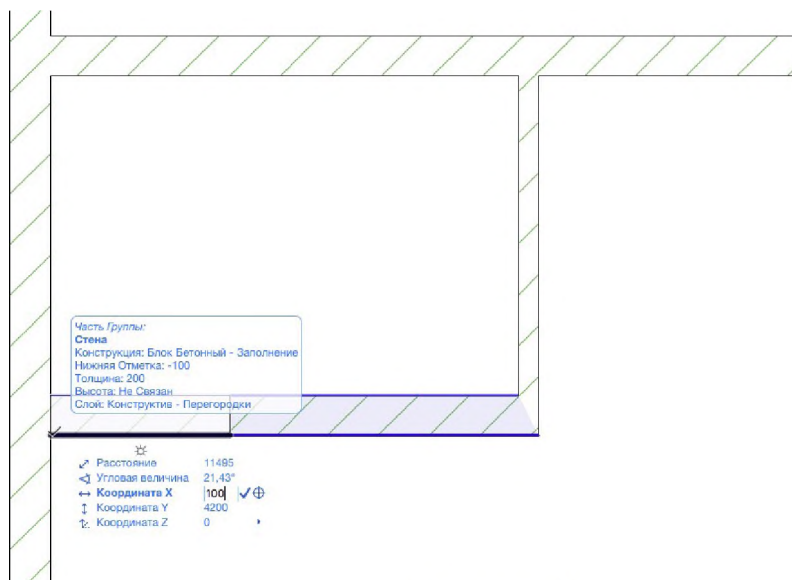 Часть Группы:
Стена
Конструкция: Блок Бетонный - Заполнение
Нижняя Отметка: -100
Толщина: 200
Высота: Не Связан
Слой: Конструктив - Перегородки
Расстояние 11495
Угловая величина 21,43°
Координата X 100
Координата Y 4200
Координата Z 0